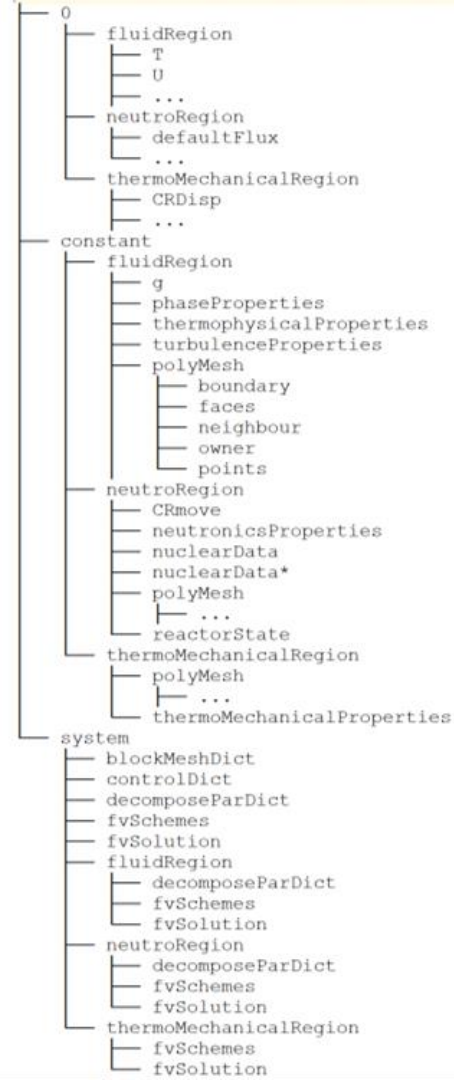 0
fluidRegion
T
U
...
neutroRegion
defaultFlux
...
thermoMechanicalRegion
CRDisp
...
constant
fluidRegion
g
phaseProperties
thermophysicalProperties
turbulenceProperties
polyMesh
boundary
faces
neighbour
owner
points
neutroRegion
CRmove
neutronicsProperties
nuclearData
nuclearData*
polyMesh
...
reactorState
thermoMechanicalRegion
polyMesh
...
thermoMechanicalProperties
system
blockMeshDict
controlDict
decomposeParDict
fvSchemes
fvSolution
fluidRegion
decomposeParDict
fvSchemes
fvSolution
neutroRegion
decomposeParDict
fvSchemes
fvSolution
thermoMechanicalRegion
fvSchemes
fvSolution